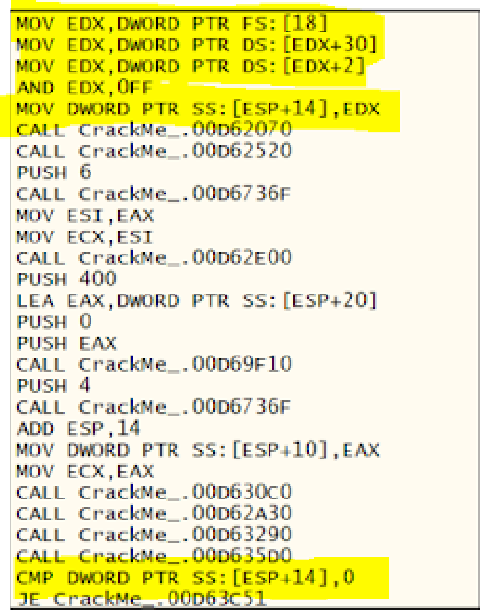 MOV EDX,DWORD PTR FS:[18]
MOV EDX,DWORD PTR DS:[EDX+30]
MOV EDX,DWORD PTR DS:[EDX+2]
AND EDX,0FF
MOV DWORD PTR SS:[ESP+14],EDX
CALL CrackMe_.00D62070
CALL CrackMe_.00D62520
PUSH 6
CALL CrackMe_.00D6736F
MOV ESI,EAX
MOV ECX,ESI
CALL CrackMe_.00D62E00
PUSH 400
LEA EAX,DWORD PTR SS:[ESP+20]
PUSH 0
PUSH EAX
CALL CrackMe_.00D69F10
PUSH 4
CALL CrackMe_.00D6736F
ADD ESP,14
MOV DWORD PTR SS:[ESP+10],EAX
MOV ECX,EAX
CALL CrackMe_.00D630C0
CALL CrackMe_.00D62A30
CALL CrackMe_.00D63290
CALL CrackMe_.00D635D0
CMP DWORD PTR SS:[ESP+14],0
JE CrackMe_.00D63C51